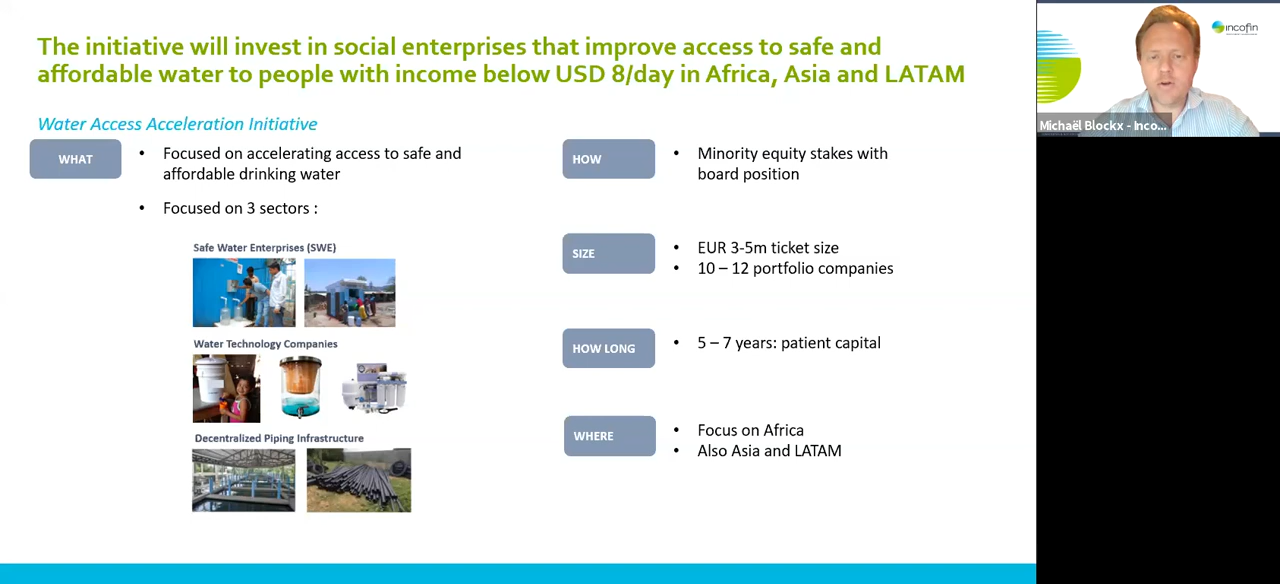 The initiative will invest in social enterprises that improve access to safe and
affordable water to people with income below USD 8/day in Africa, Asia and LATAM
Water Access Acceleration Initiative
WHAT
• Focused on accelerating access to safe and
affordable drinking water
• Focused on 3 sectors :
Safe Water Enterprises (SWE)
Water Technology Companies
Decentralized Piping Infrastructure
HOW
• Minority equity stakes with
board position
SIZE
• EUR 3-5m ticket size
• 10 – 12 portfolio companies
HOW LONG
• 5 – 7 years: patient capital
WHERE
• Focus on Africa
• Also Asia and LATAM
incofin
Michaël Blockx - Inco...